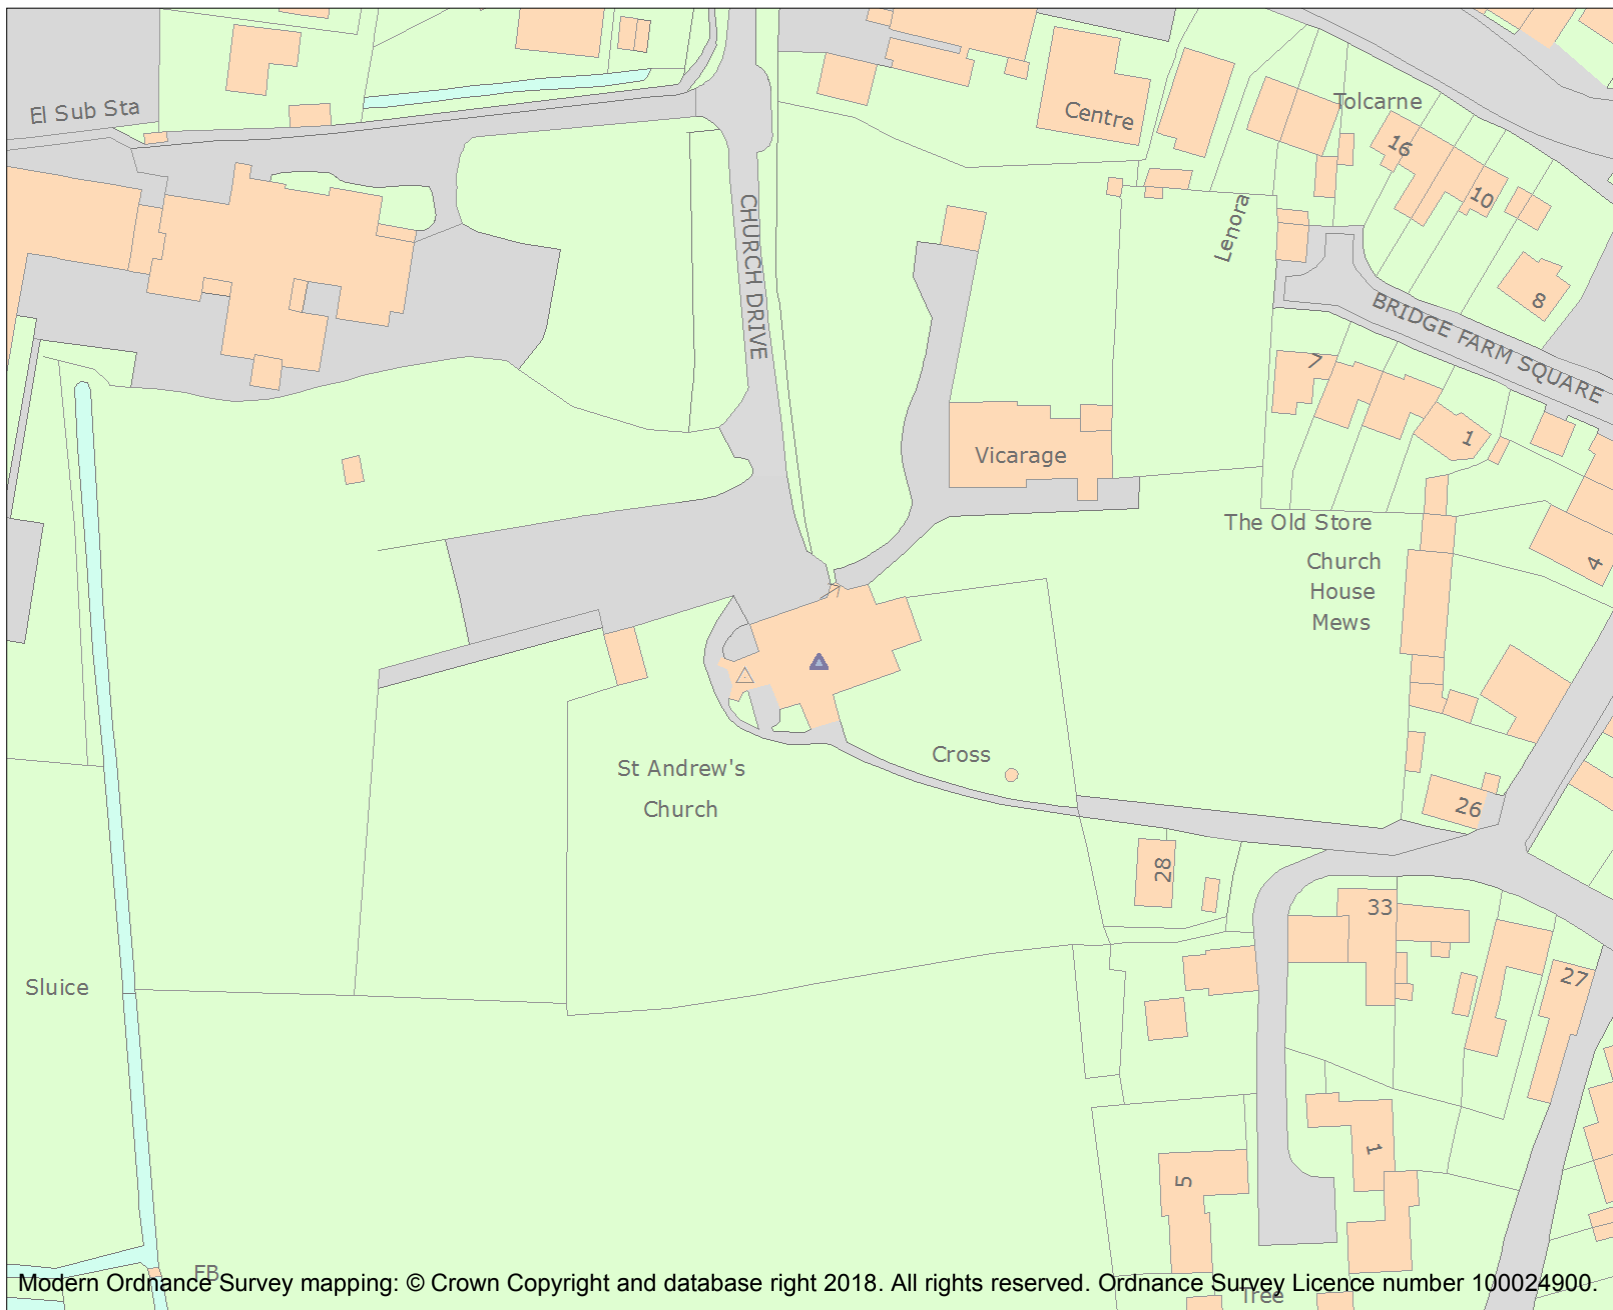 El Sub Sta
Centre
Tolcarne
16
10
CHURCH DRIVE
Lenora
8
BRIDGE FARM SQUARE
7
1
Vicarage
The Old Store
Church
House
Mews
4
Cross
St Andrew's
Church
26
28
33
27
Sluice
1
5
FB
Modern Ordnance Survey mapping: © Crown Copyright and database right 2018. All rights reserved. Ordnance Survey Licence number 100024900.
Tree